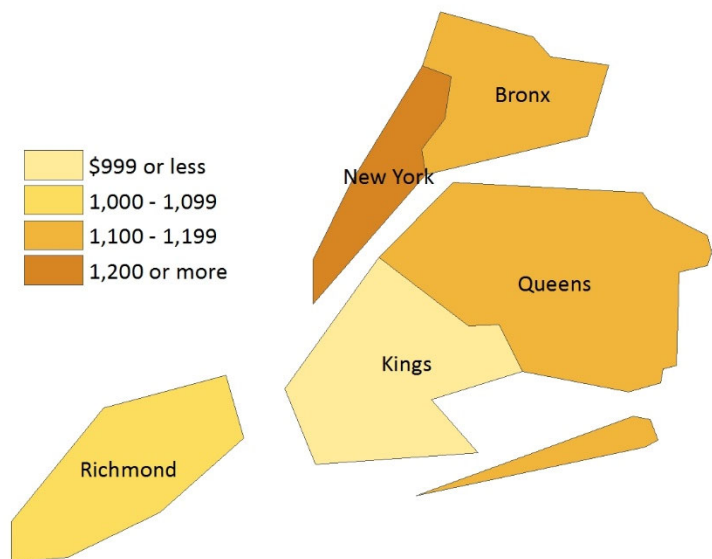 Bronx
$999 or less
1,000 - 1,099
1,100 - 1,199
1,200 or more
New York
Queens
Kings
Richmond